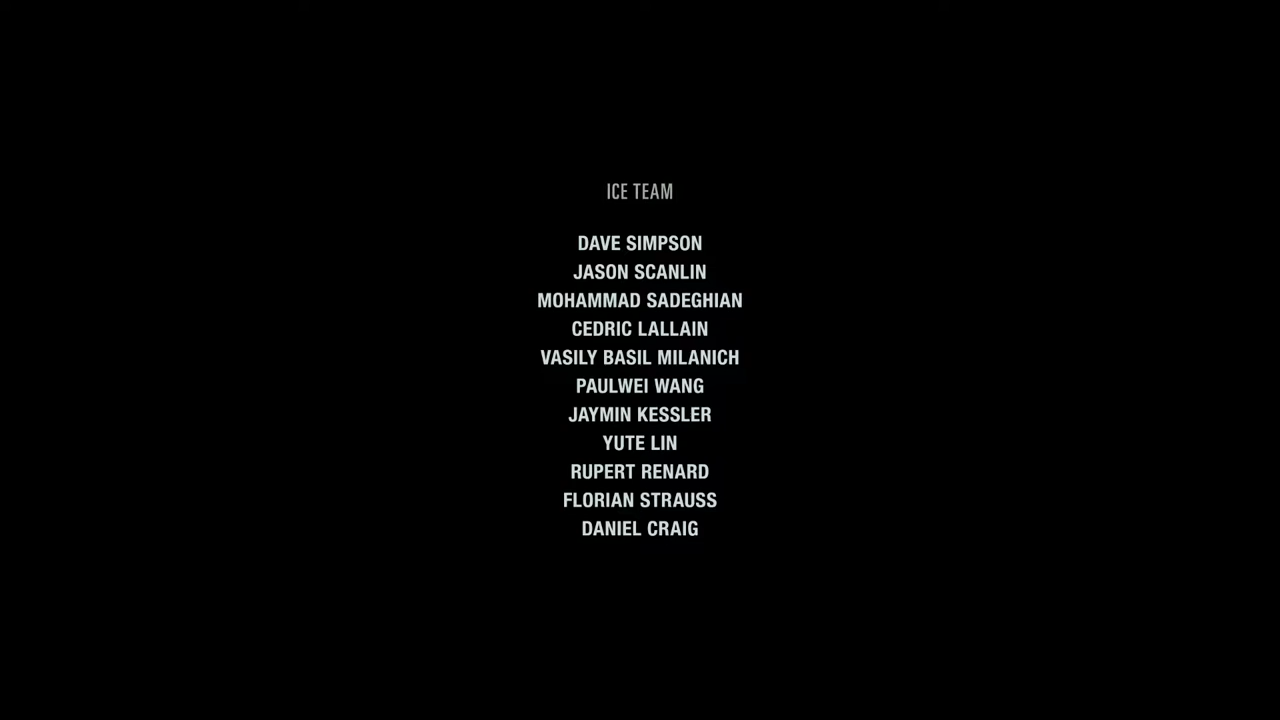 ICE TEAM
DAVE SIMPSON
JASON SCANLIN
MOHAMMAD SADEGHIAN
CEDRIC LALLAIN
VASILY BASIL MILANICH
PAULWEI WANG
JAYMIN KESSLER
YUTE LIN
RUPERT RENARD
FLORIAN STRAUSS
DANIEL CRAIG